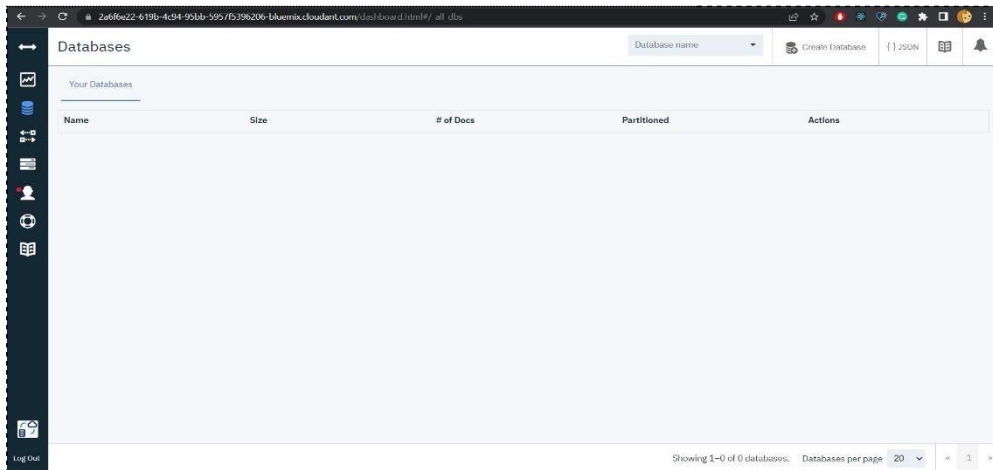 2a6f6e22-619b-4c94-95bb-5957f5396206-bluemix.cloudant.com/dashboard.html#/_all_dbs
Databases
Database name
Create Database
{ } JSON
Your Databases
Name Size # of Docs Partitioned Actions
Showing 1–0 of 0 databases. Databases per page 20 « 1 »
Log Out